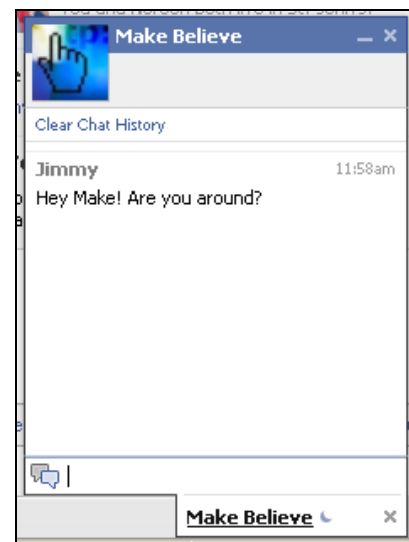 Make Believe
Clear Chat History
Jimmy 11:58am
Hey Make! Are you around?
Make Believe